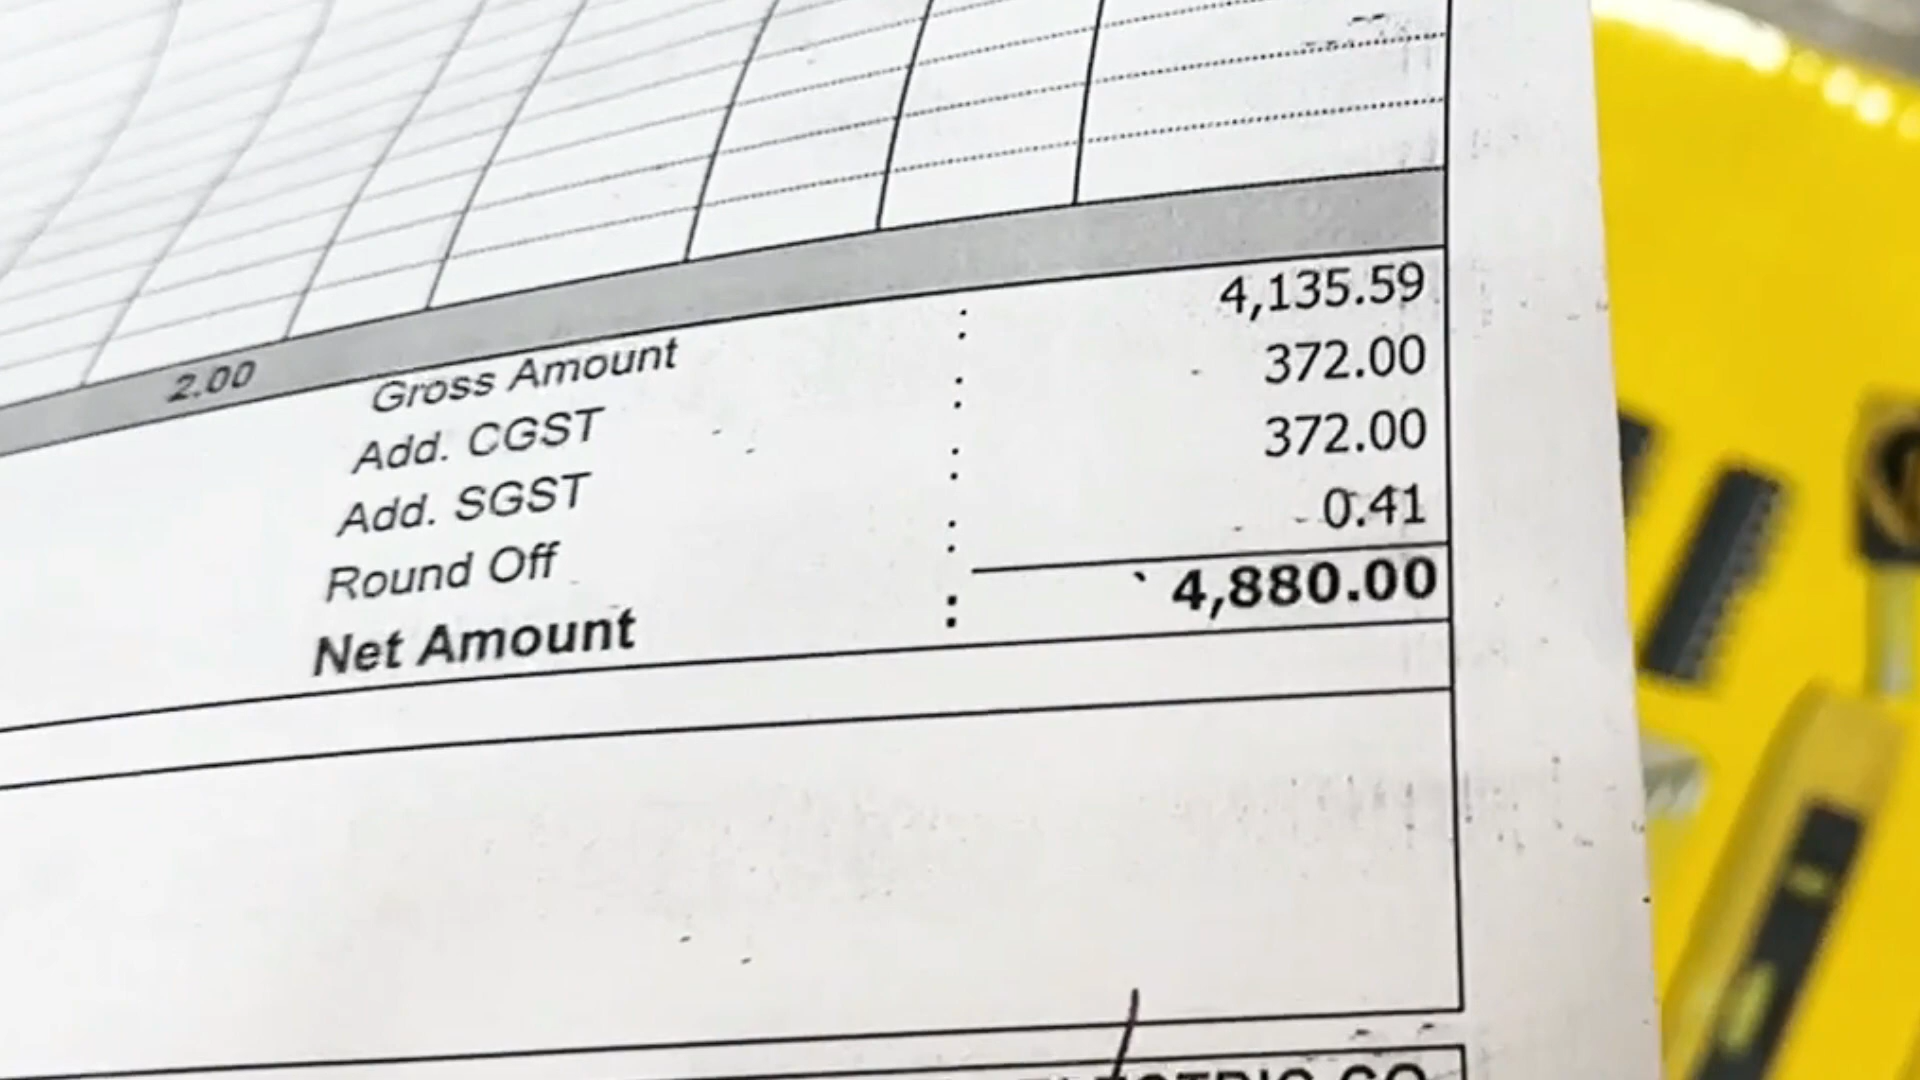 2.00
Gross Amount : 4,135.59
Add. CGST : 372.00
Add. SGST : 372.00
Round Off : 0.41
Net Amount : ` 4,880.00